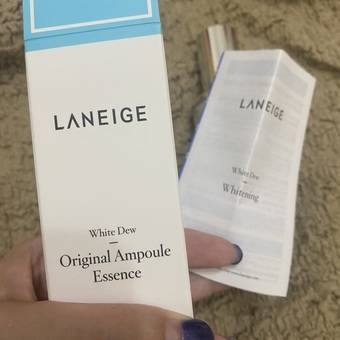 LANEIGE
White Dew
Original Ampoule
Essence
LANEIGE
White Dew
Whitening